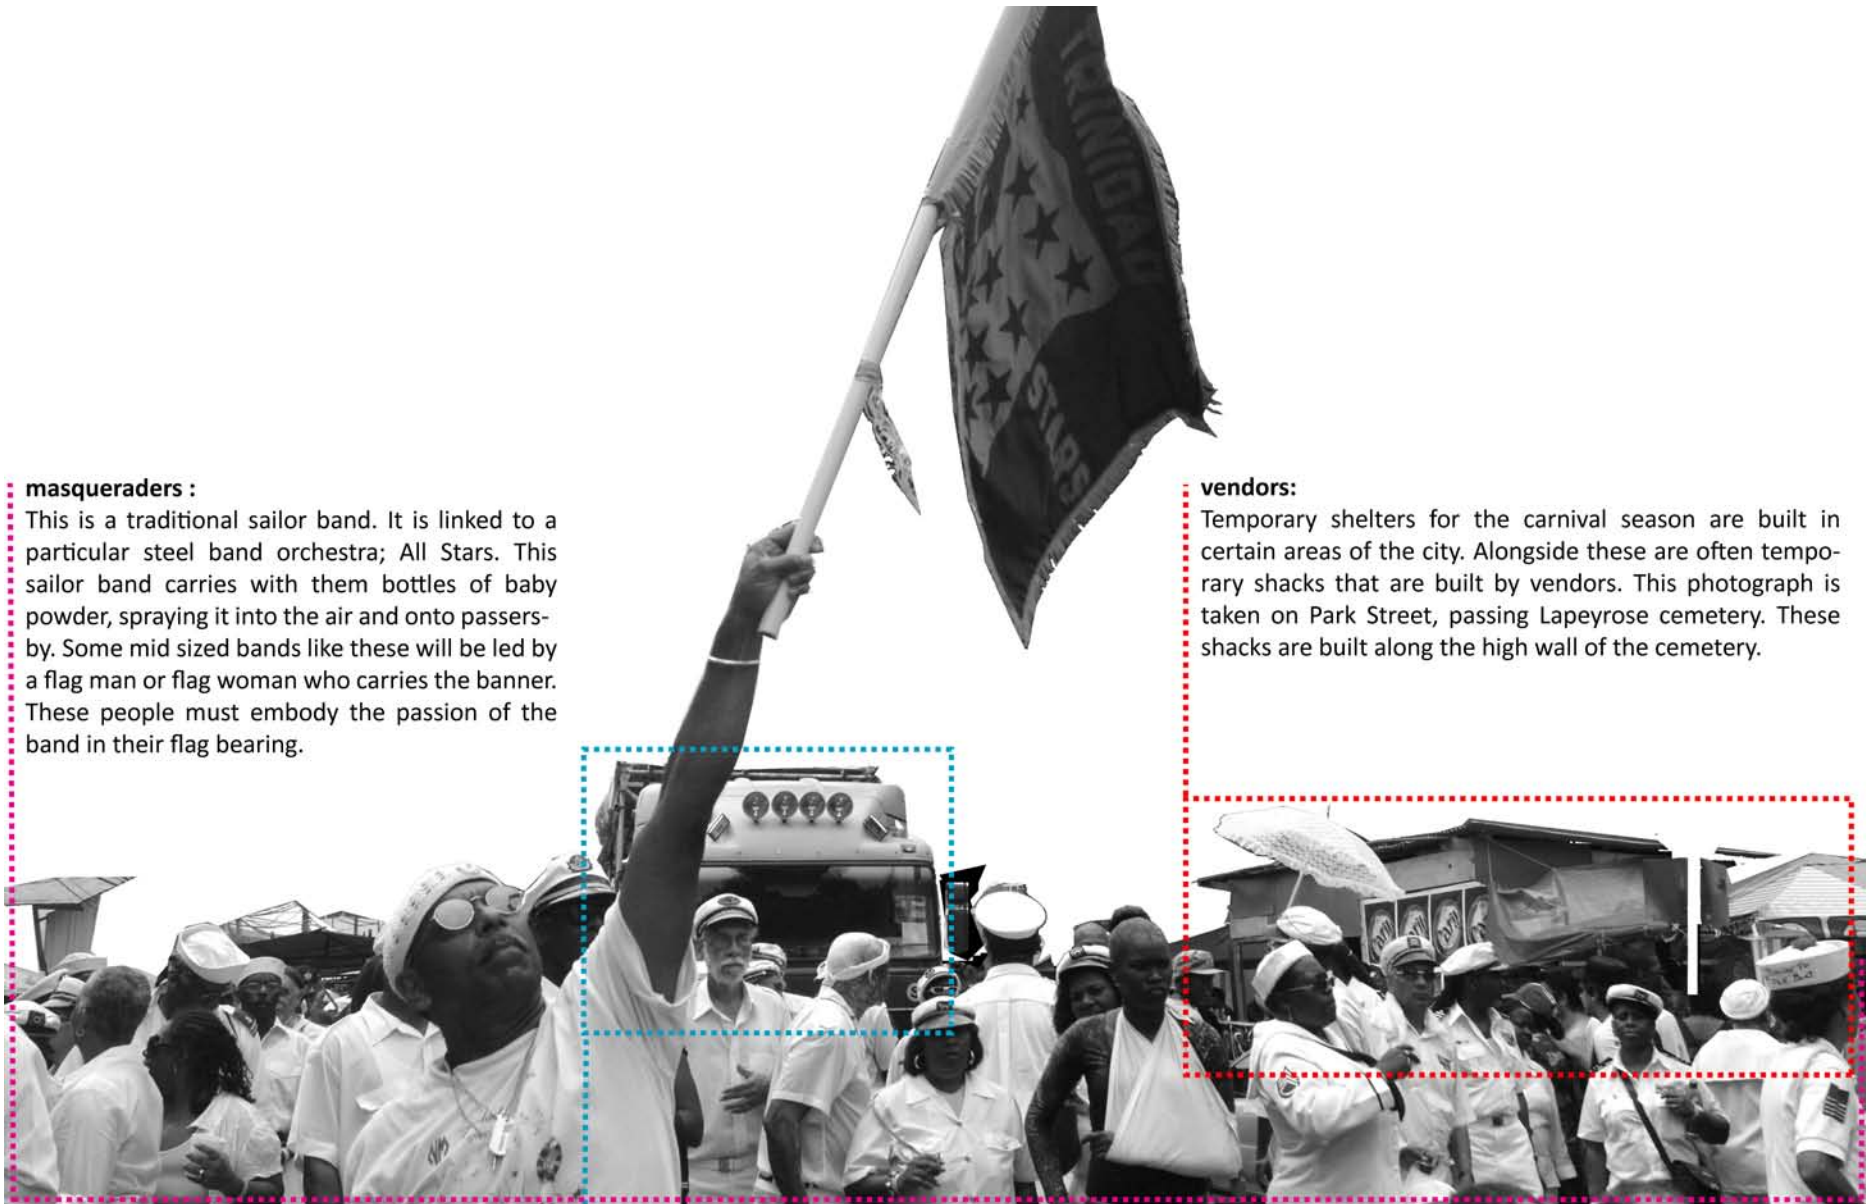 TRINIDAD
STARS
masqueraders :
This is a traditional sailor band. It is linked to a
particular steel band orchestra; All Stars. This
sailor band carries with them bottles of baby
powder, spraying it into the air and onto passers-
by. Some mid sized bands like these will be led by
a flag man or flag woman who carries the banner.
These people must embody the passion of the
band in their flag bearing.
vendors:
Temporary shelters for the carnival season are built in
certain areas of the city. Alongside these are often tempo-
rary shacks that are built by vendors. This photograph is
taken on Park Street, passing Lapeyrose cemetery. These
shacks are built along the high wall of the cemetery.